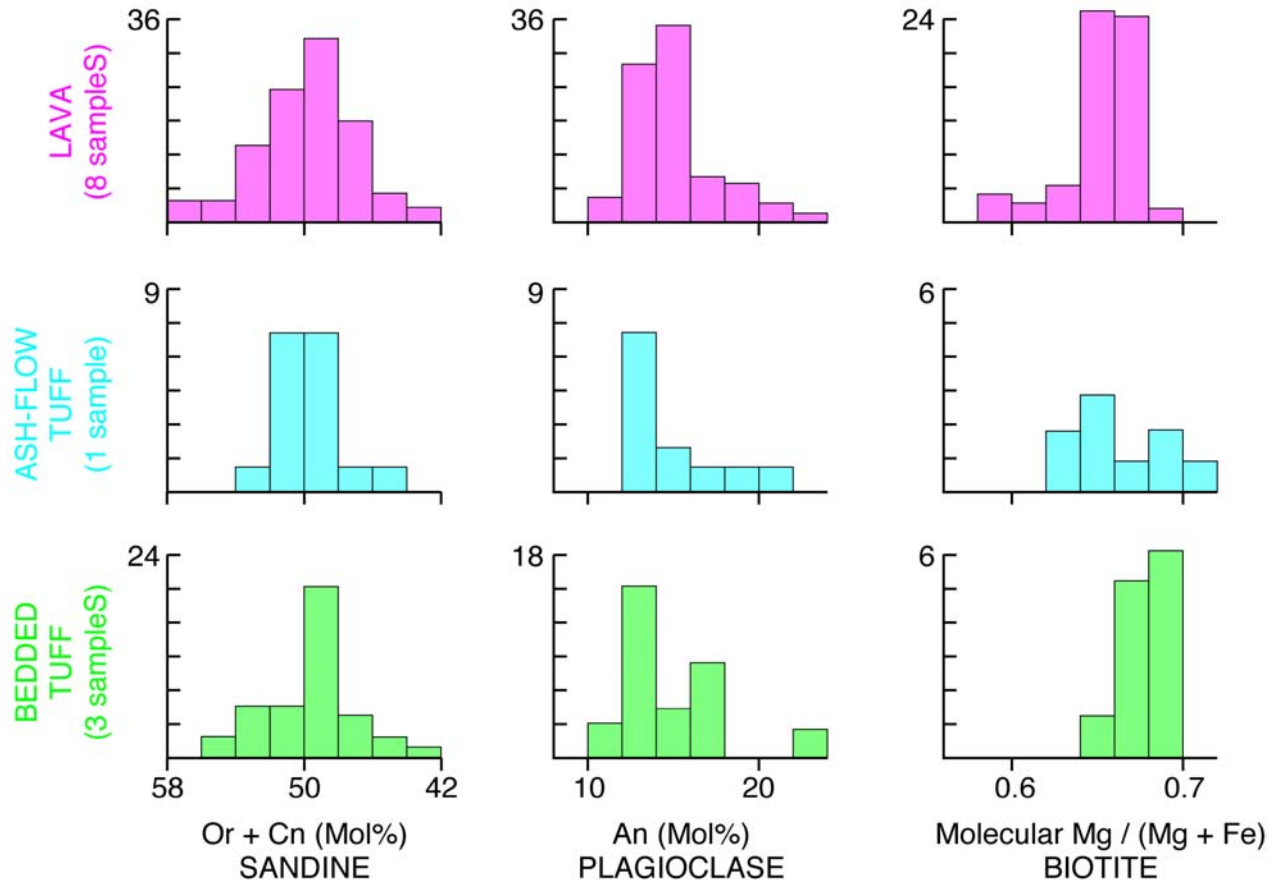 36
36
24
LAVA
(8 sampleS)
9
9
6
ASH-FLOW
TUFF
(1 sample)
24
18
6
BEDDED
TUFF
(3 sampleS)
58 50 42
10 20
0.6 0.7
Or + Cn (Mol%)
SANDINE
An (Mol%)
PLAGIOCLASE
Molecular Mg / (Mg + Fe)
BIOTITE